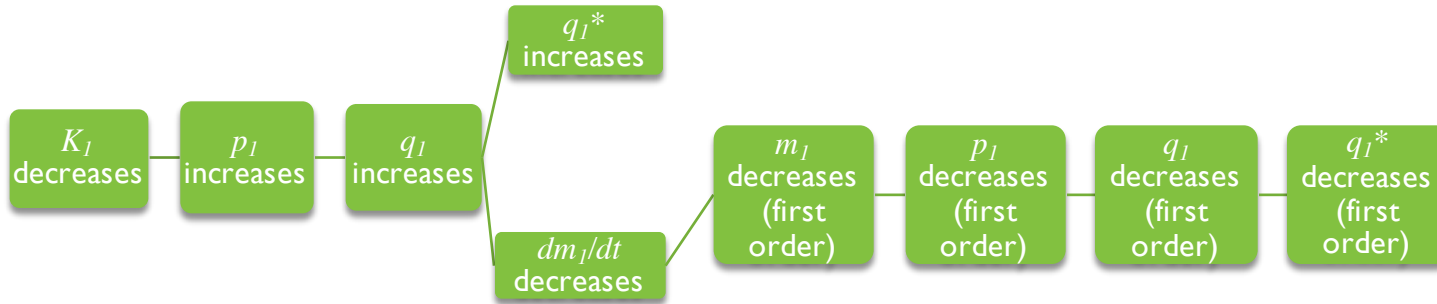 K₁
decreases
p₁
increases
q₁
increases
q₁*
increases
dm₁/dt
decreases
m₁
decreases
(first
order)
p₁
decreases
(first
order)
q₁
decreases
(first
order)
q₁*
decreases
(first
order)